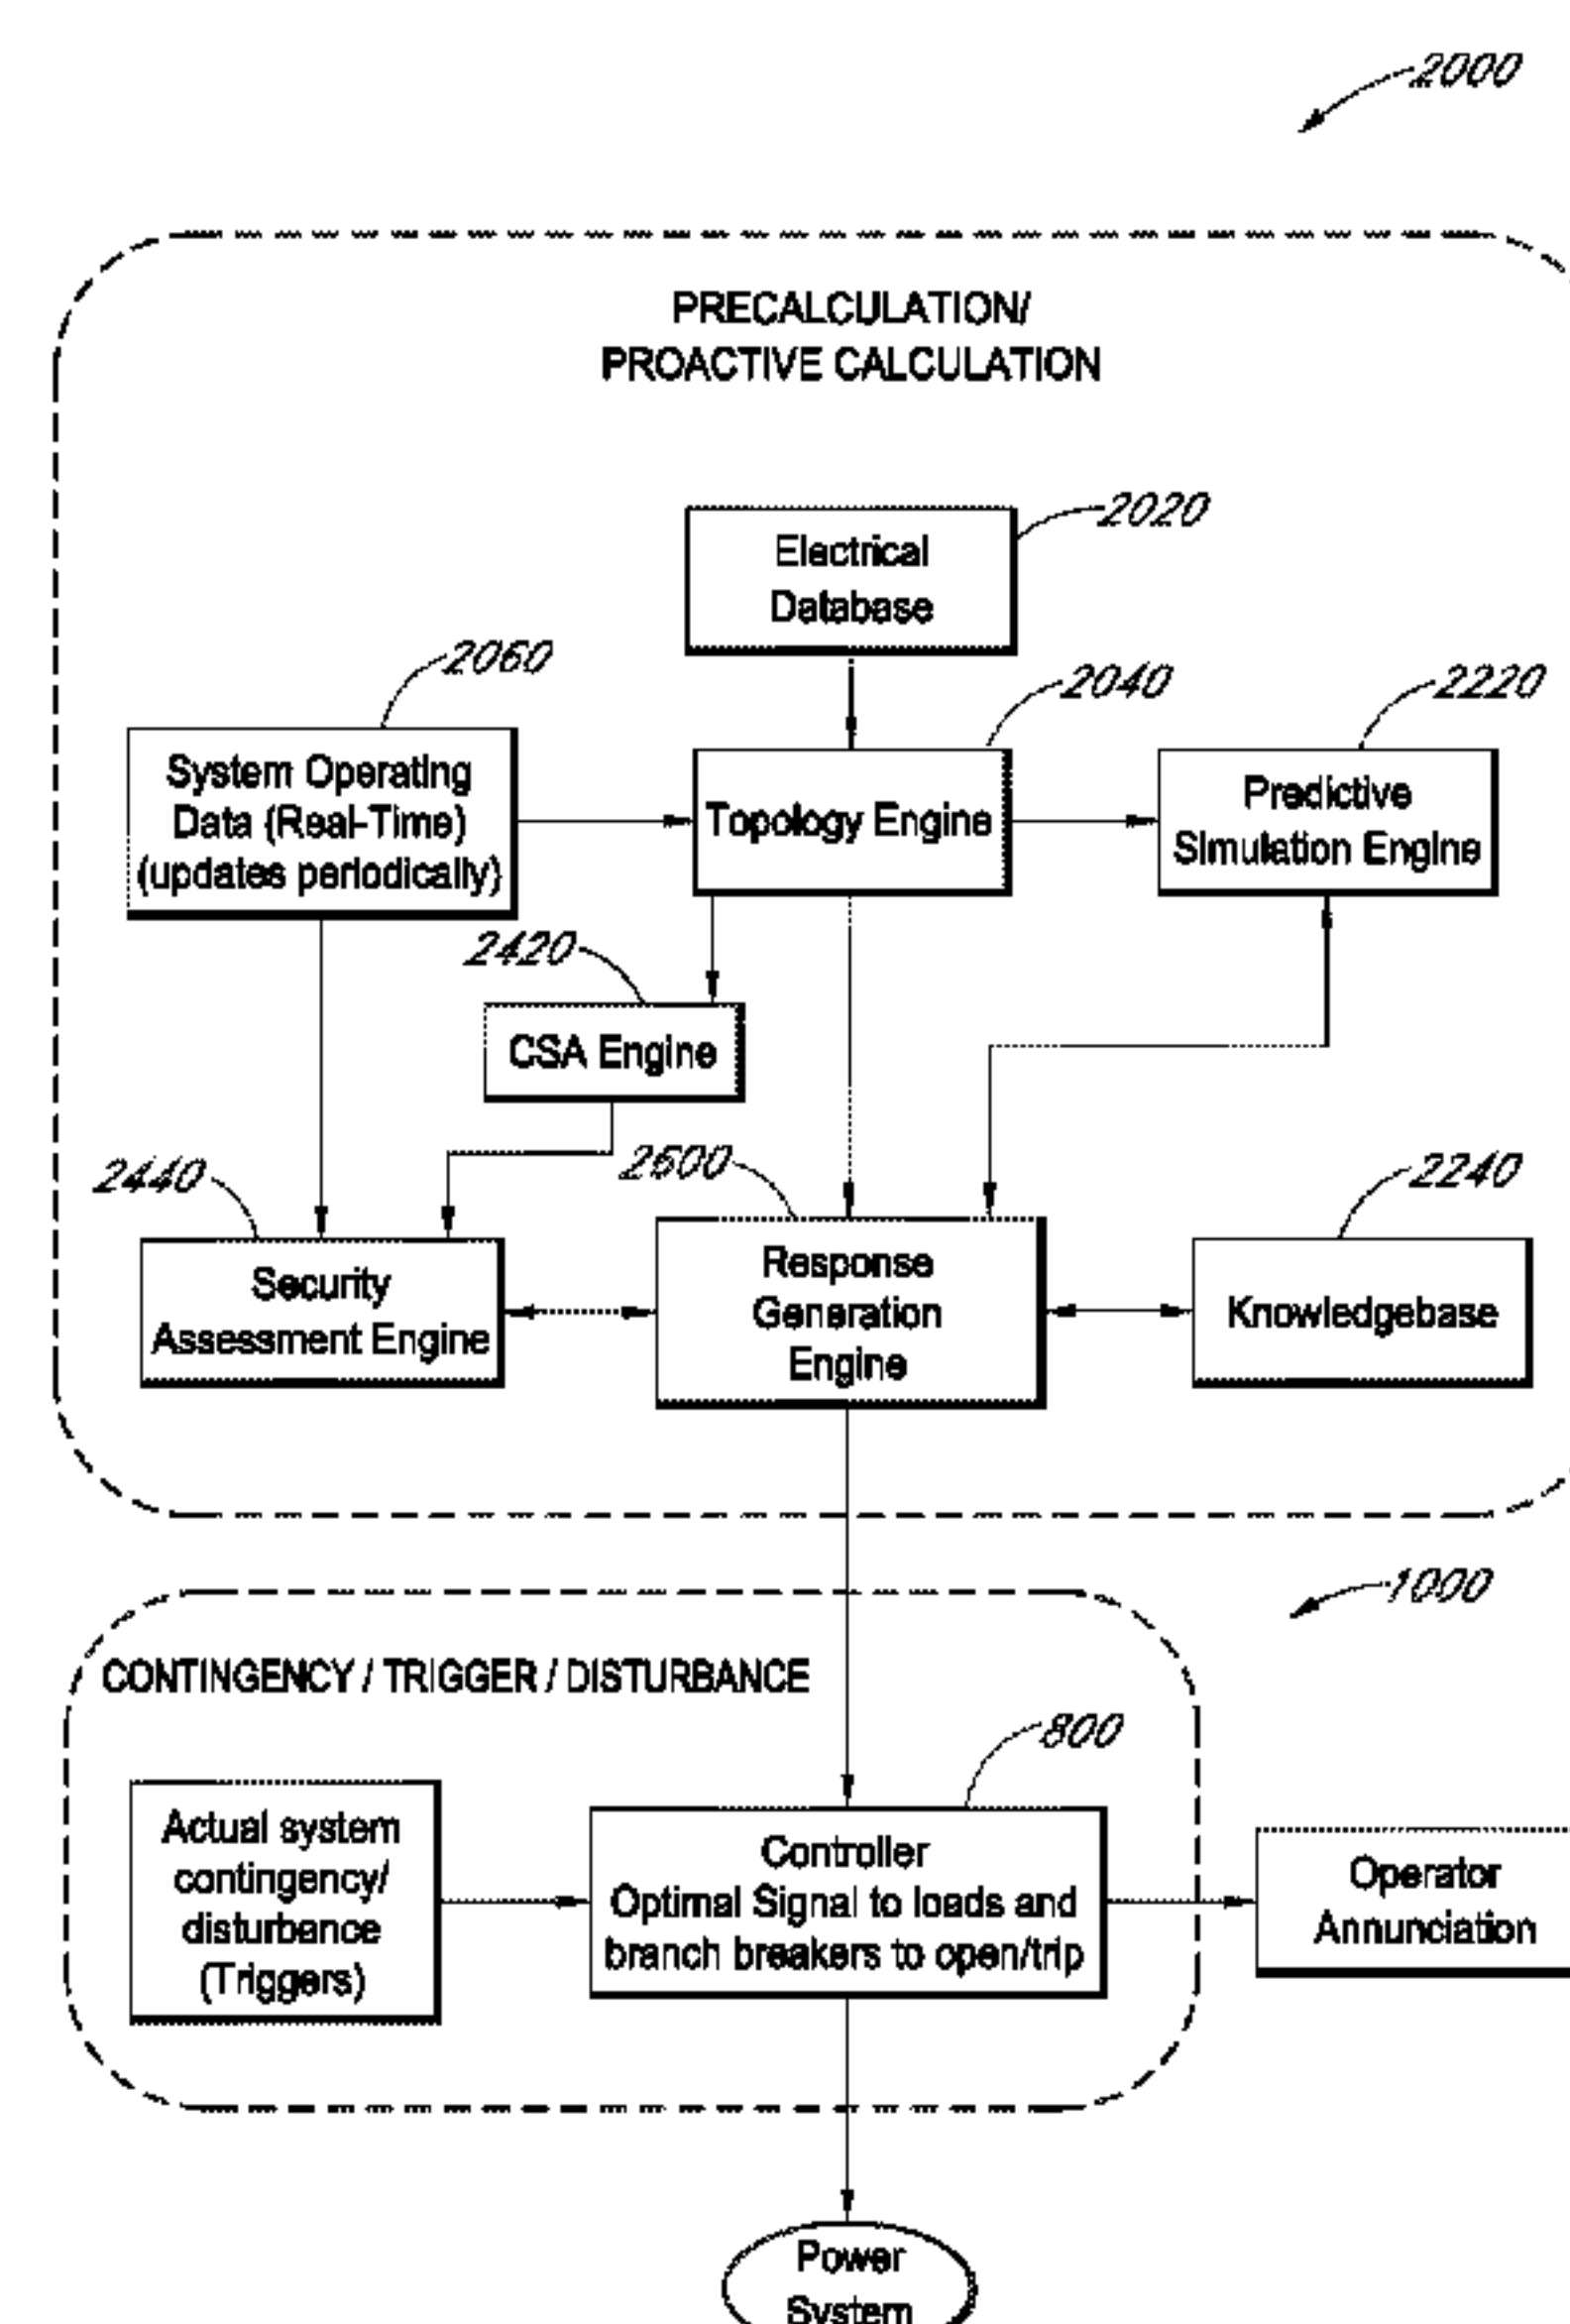 2000
PRECALCULATION/
PROACTIVE CALCULATION
2020
Electrical
Database
2060
2040
2220
System Operating
Data (Real-Time)
(updates periodically)
Topology Engine
Predictive
Simulation Engine
2420
CSA Engine
2440
2600
2240
Security
Assessment Engine
Response
Generation
Engine
Knowledgebase
1000
CONTINGENCY / TRIGGER / DISTURBANCE
800
Actual system
contingency/
disturbance
(Triggers)
Controller
Optimal Signal to loads and
branch breakers to open/trip
Operator
Annunciation
Power
System